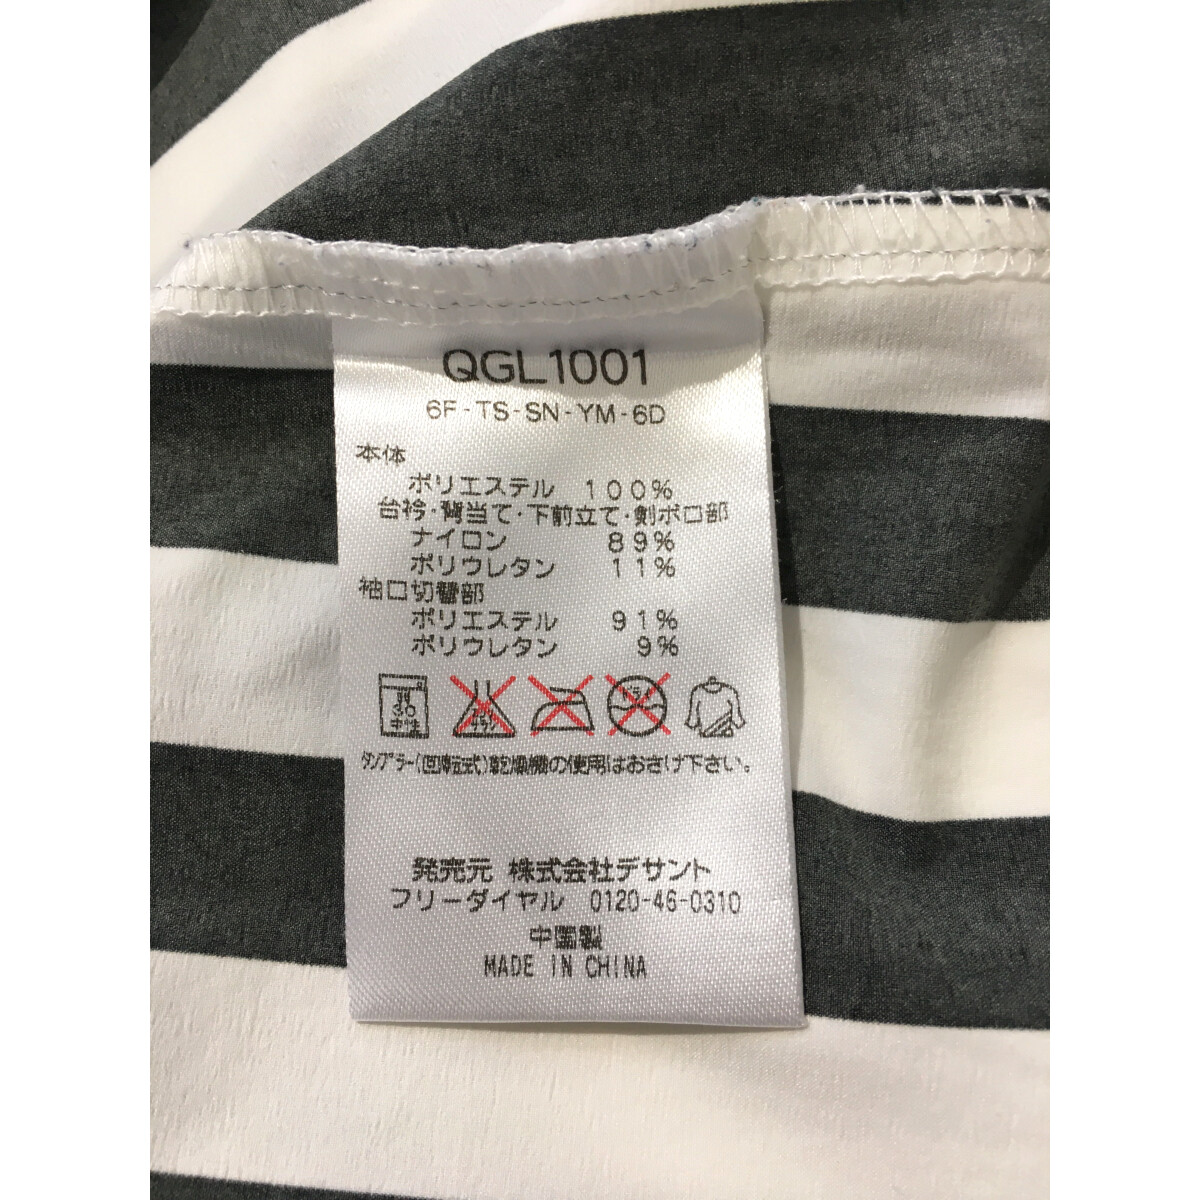 QGL1001
6F-TS-SN-YM-6D
本体
ポリエステル 100%
台衿・背当て・下前立て・剣ボロ部
ナイロン 89%
ポリウレタン 11%
袖口切替部
ポリエステル 91%
ポリウレタン 9%
30
中性
タンブラー(回転式)乾燥機の使用はおさけ下さい。
発売元 株式会社デサント
フリーダイヤル 0120-46-0310
中国製
MADE IN CHINA